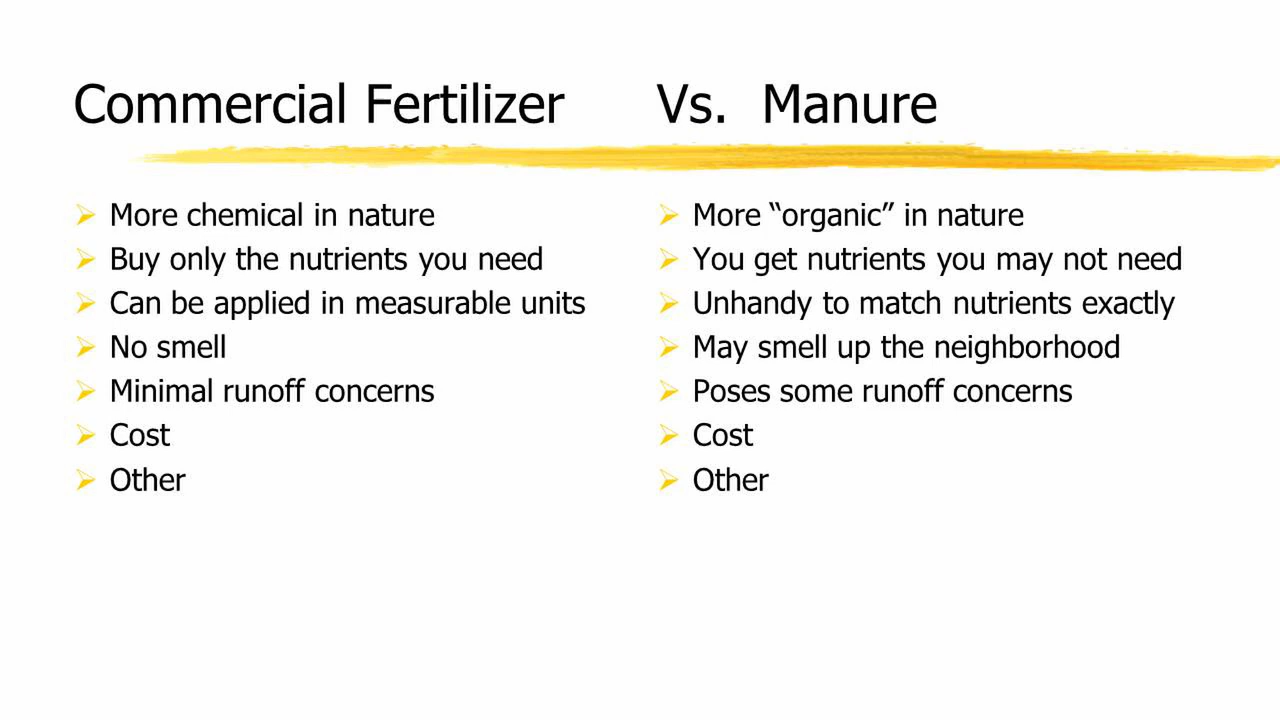 Commercial Fertilizer Vs. Manure
More chemical in nature
Buy only the nutrients you need
Can be applied in measurable units
No smell
Minimal runoff concerns
Cost
Other
More “organic” in nature
You get nutrients you may not need
Unhandy to match nutrients exactly
May smell up the neighborhood
Poses some runoff concerns
Cost
Other